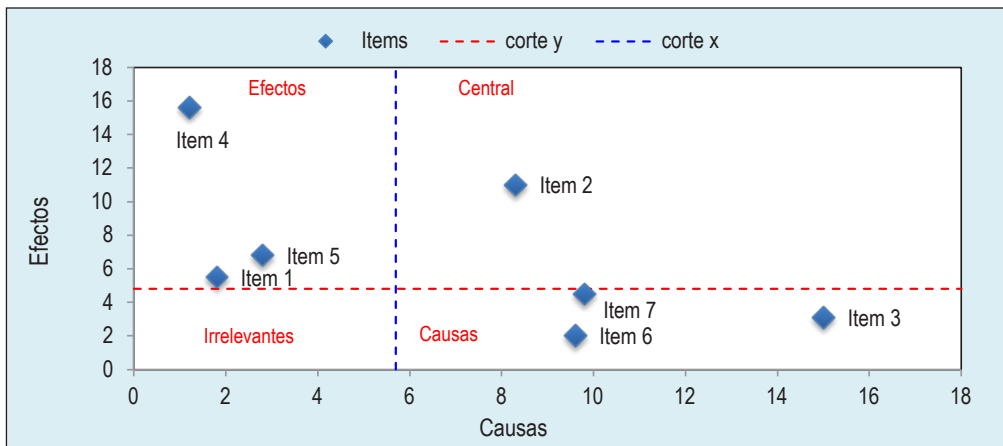 Items corte y corte x
18
16
14
12
10
8
6
4
2
0
Efectos
Efectos Central
Item 4
Item 2
Item 5
Item 1
Item 7
Item 3
Irrelevantes Causas Item 6
0 2 4 6 8 10 12 14 16 18
Causas